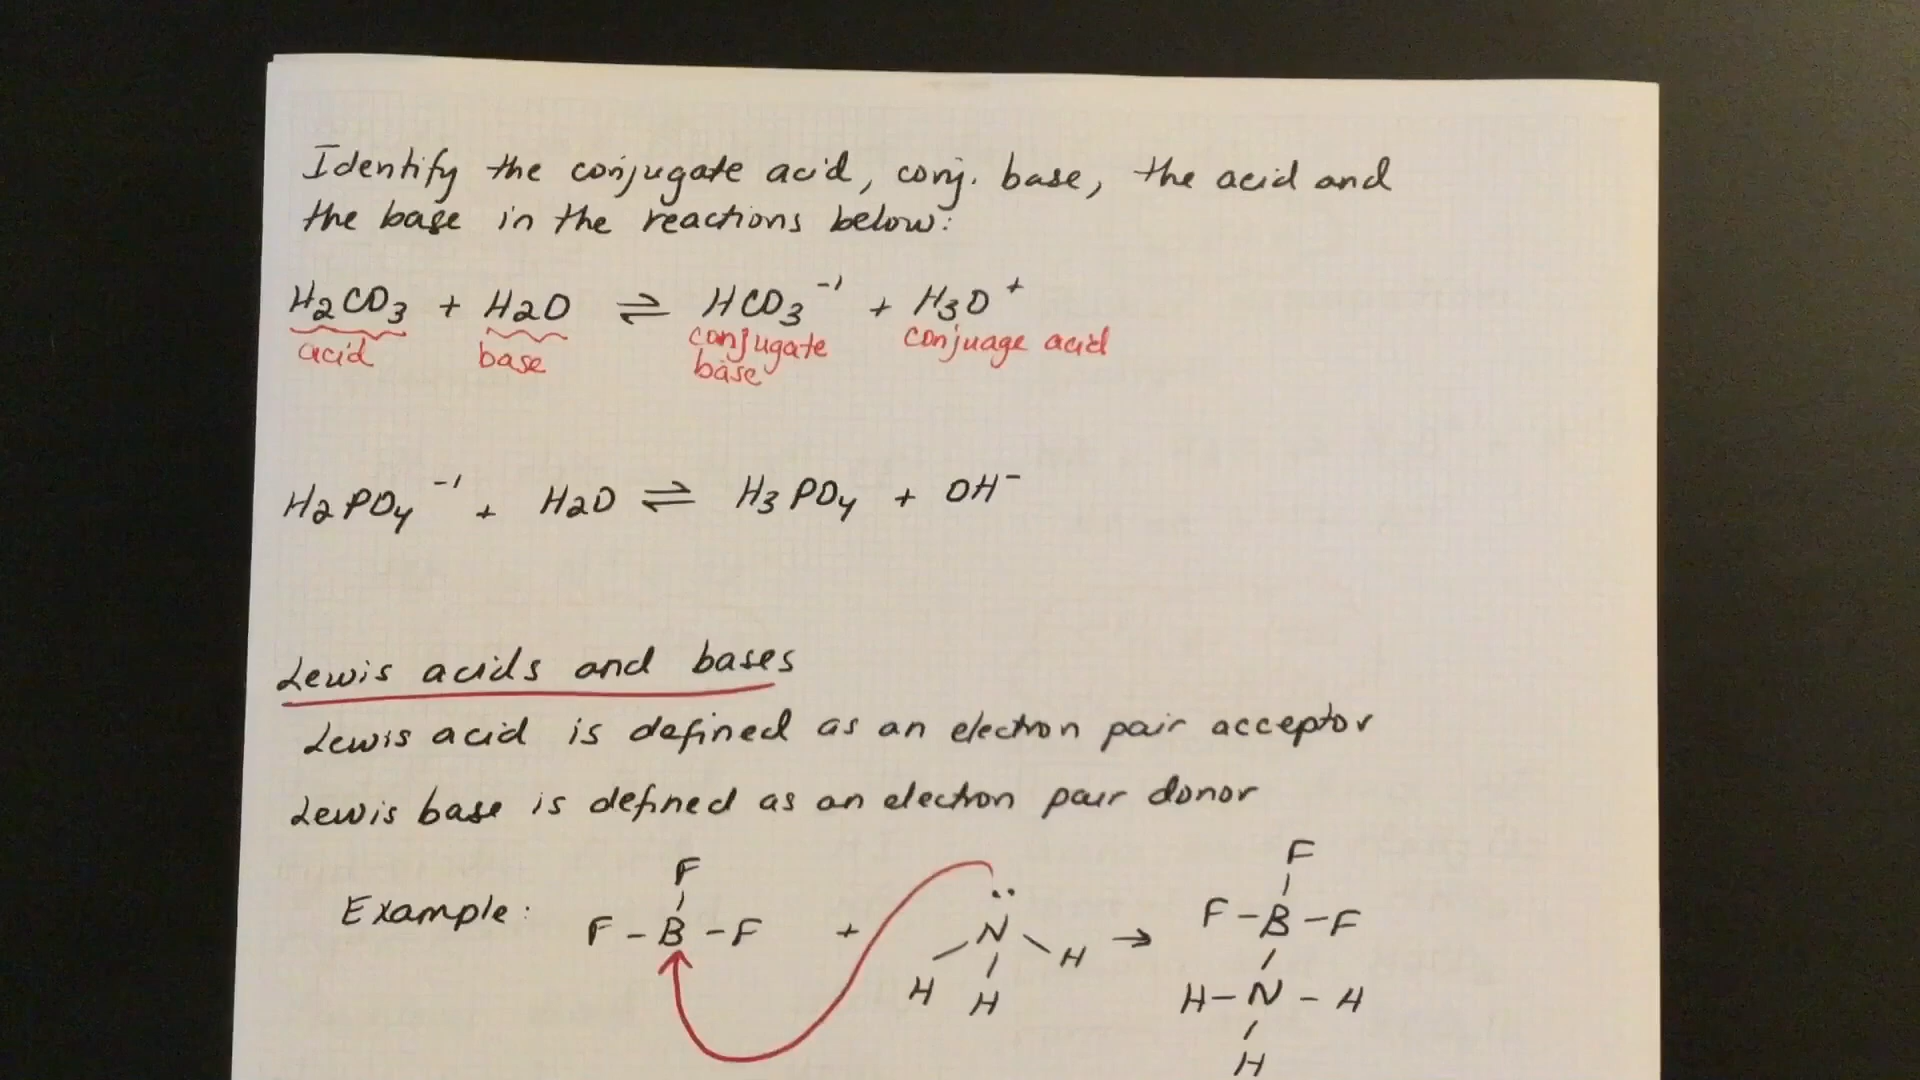 Identify the conjugate acid, conj. base, the acid and
the base in the reactions below:
H2CO3 + H2O ⇌ HCO3⁻¹ + H3O⁺
acid base conjugate base conjuage acid
H2PO4⁻¹ + H2O ⇌ H3PO4 + OH⁻
Lewis acids and bases
Lewis acid is defined as an electron pair acceptor
Lewis base is defined as an electron pair donor
F F
Example: F - B - F + N → F - B - F
H H H H - N - H
H